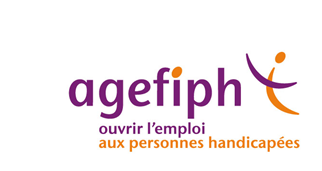 agefiph
ouvrir l'emploi
aux personnes handicapées